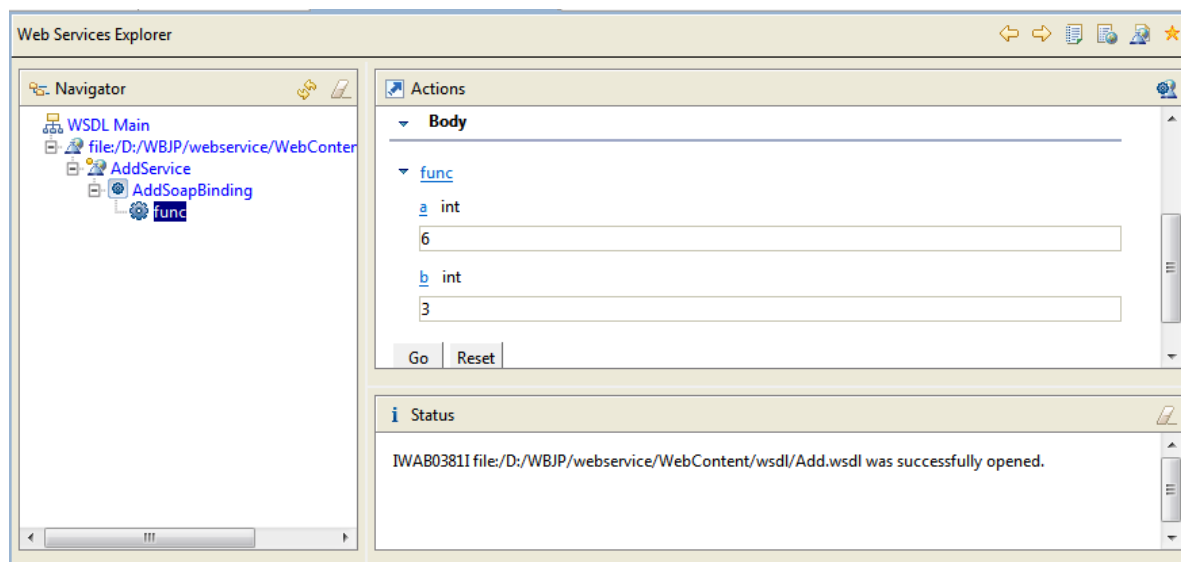 Web Services Explorer
Navigator
WSDL Main
file:/D:/WBJP/webservice/WebConter
AddService
AddSoapBinding
func
Actions
Body
func
a int
6
b int
3
Go Reset
i Status
IWAB0381I file:/D:/WBJP/webservice/WebContent/wsdl/Add.wsdl was successfully opened.